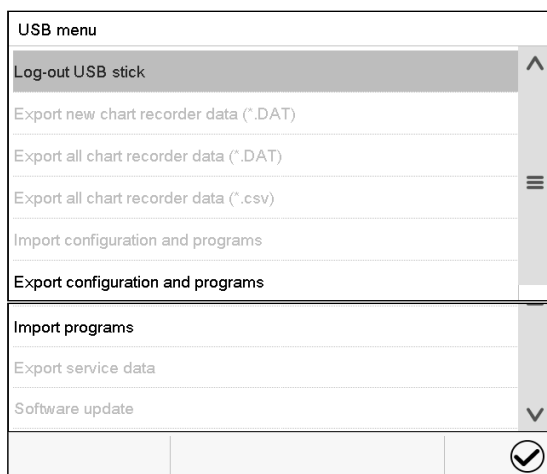 USB menu
Log-out USB stick
Export new chart recorder data (*.DAT)
Export all chart recorder data (*.DAT)
Export all chart recorder data (*.csv)
Import configuration and programs
Export configuration and programs
Import programs
Export service data
Software update